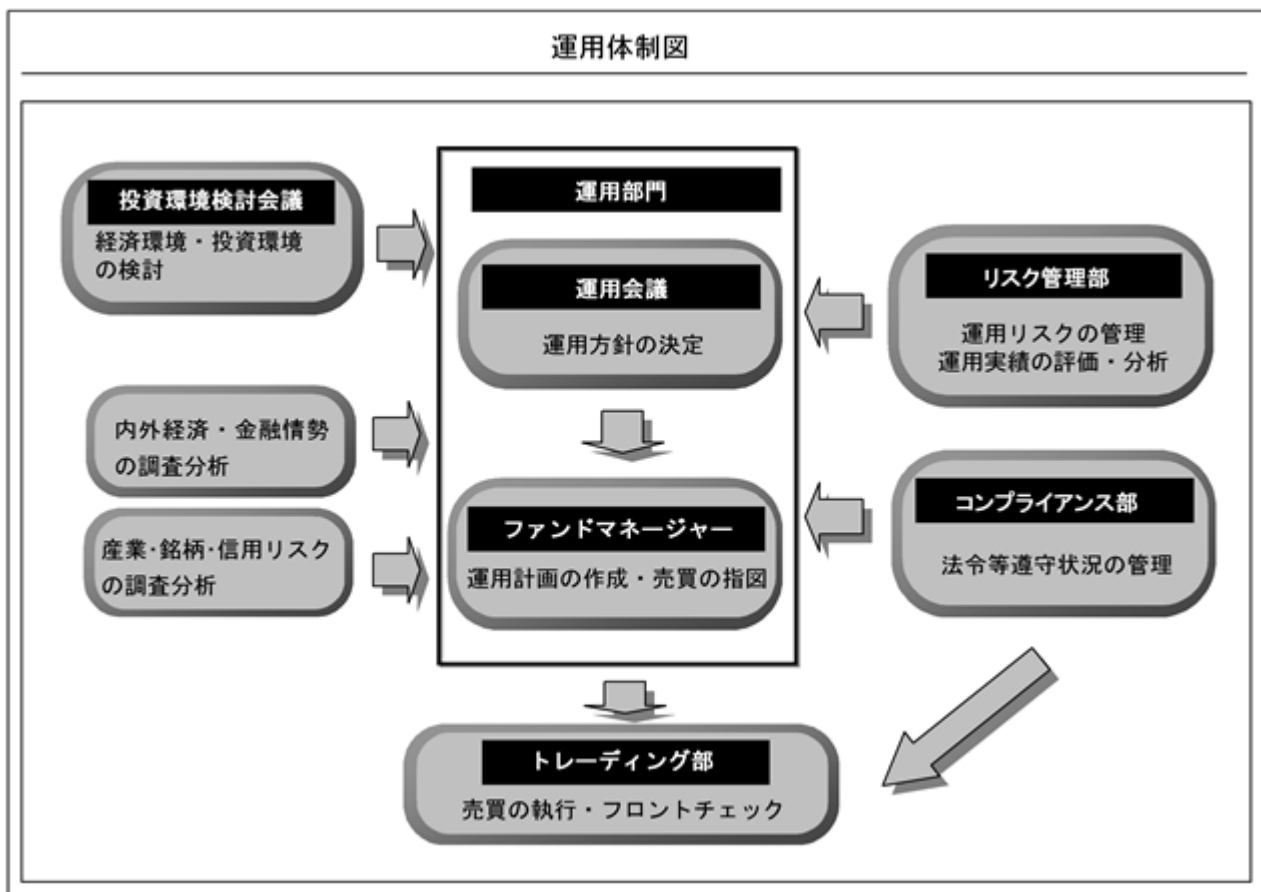 運用体制図
投資環境検討会議
経済環境・投資環境
の検討
内外経済・金融情勢
の調査分析
産業･銘柄･信用リスク
の調査分析
運用部門
運用会議
運用方針の決定
ファンドマネージャー
運用計画の作成・売買の指図
リスク管理部
運用リスクの管理
運用実績の評価・分析
コンプライアンス部
法令等遵守状況の管理
トレーディング部
売買の執行・フロントチェック